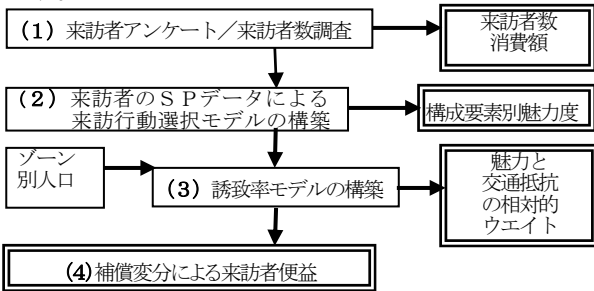 (1) 来訪者アンケート／来訪者数調査
来訪者数
消費額
(2) 来訪者のＳＰデータによる
来訪行動選択モデルの構築
構成要素別魅力度
ゾーン
別人口
(3) 誘致率モデルの構築
魅力と
交通抵抗
の相対的
ウエイト
(4)補償変分による来訪者便益